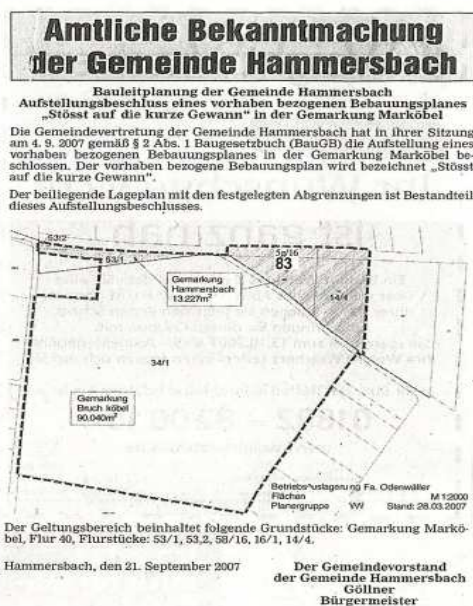 Amtliche Bekanntmachung
der Gemeinde Hammersbach
Bauleitplanung der Gemeinde Hammersbach
Aufstellungsbeschluss eines vorhaben bezogenen Bebauungsplanes
„Stösst auf die kurze Gewann" in der Gemarkung Marköbel
Die Gemeindevertretung der Gemeinde Hammersbach hat in ihrer Sitzung
am 4. 9. 2007 gemäß § 2 Abs. 1 Baugesetzbuch (BauGB) die Aufstellung eines
vorhaben bezogenen Bebauungsplanes in der Gemarkung Marköbel be-
schlossen. Der vorhaben bezogene Bebauungsplan wird bezeichnet „Stösst
auf die kurze Gewann".
Der beiliegende Lageplan mit den festgelegten Abgrenzungen ist Bestandteil
dieses Aufstellungsbeschlusses.
53/2
53/1
83
Gemarkung
Hammersbach
13.227m²
14/4
34/1
Gemarkung
Bruch köbel
90.040m²
Fa. Odenwäller
Flächen
M 1:2000
Planergruppe
Stand: 28.03.2007
Der Geltungsbereich beinhaltet folgende Grundstücke: Gemarkung Markö-
bel, Flur 40, Flurstücke: 53/1, 53,2, 58/16, 16/1, 14/4.
Hammersbach, den 21. September 2007
Der Gemeindevorstand
der Gemeinde Hammersbach
Göllner
Bürgermeister